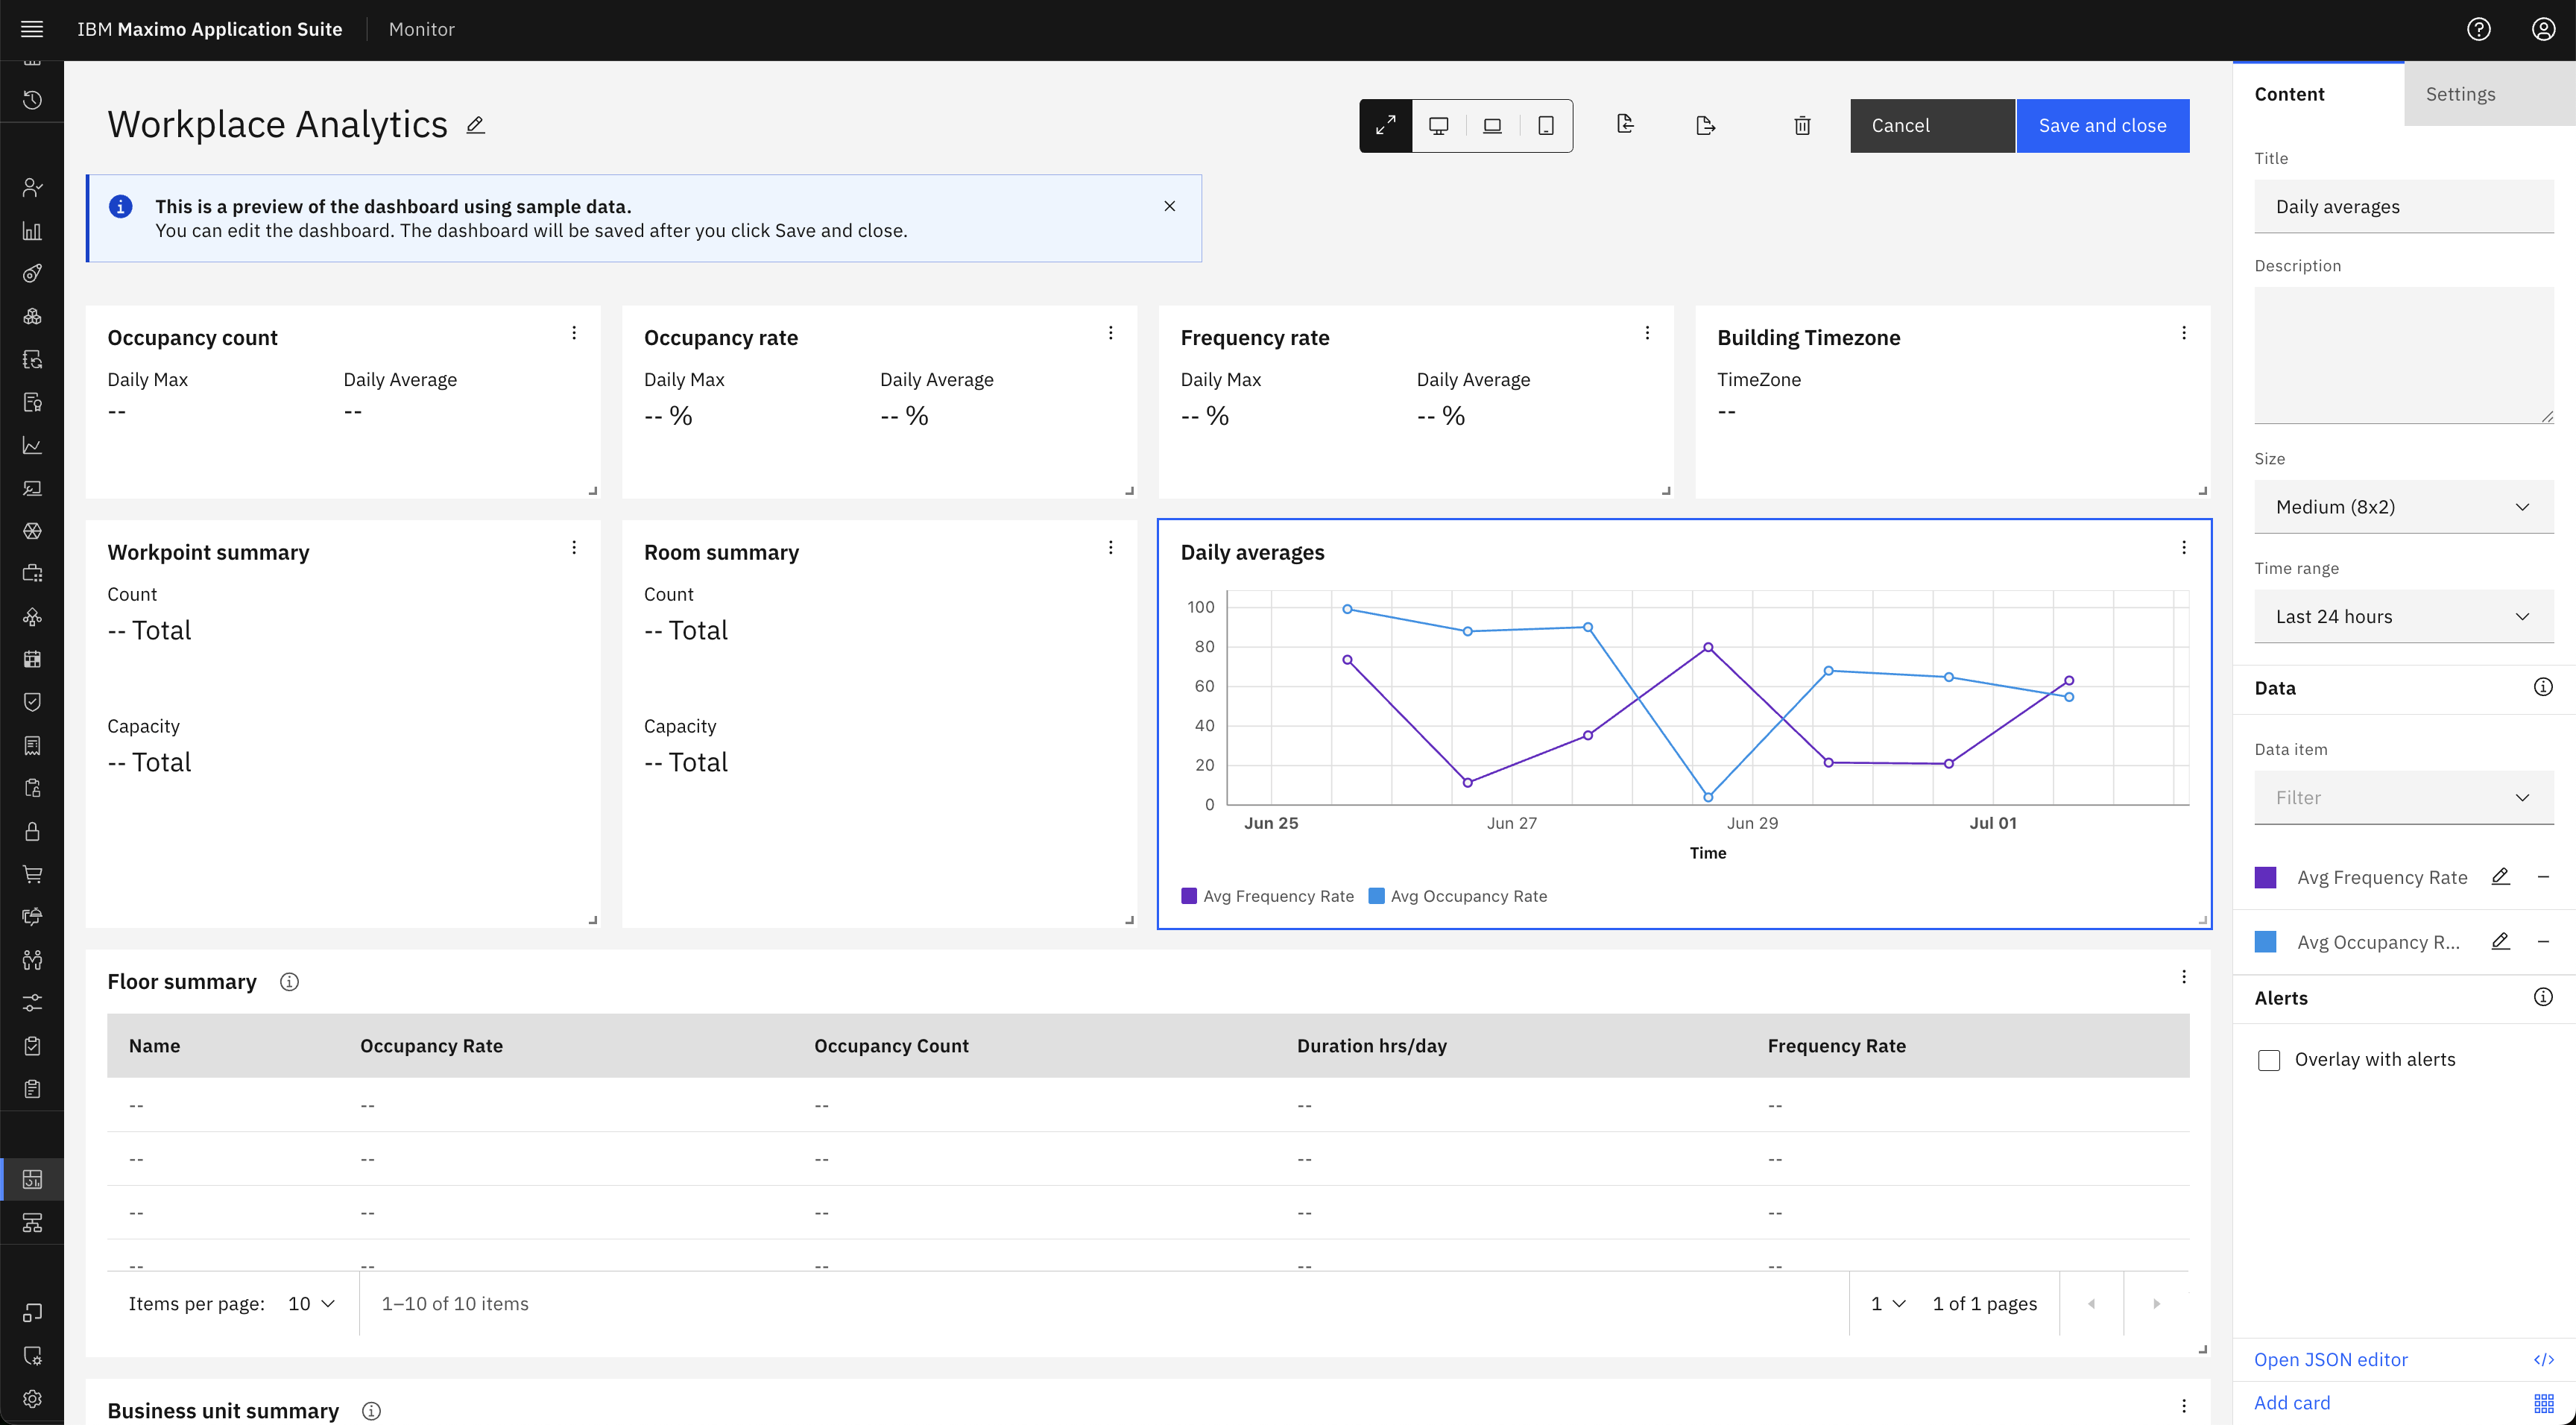 IBM Maximo Application Suite
Monitor
Workplace Analytics
Cancel
Save and close
This is a preview of the dashboard using sample data.
You can edit the dashboard. The dashboard will be saved after you click Save and close.
Occupancy count
Daily Max
Daily Average
--
--
Occupancy rate
Daily Max
Daily Average
-- %
-- %
Frequency rate
Daily Max
Daily Average
-- %
-- %
Building Timezone
TimeZone
--
Workpoint summary
Count
-- Total
Capacity
-- Total
Room summary
Count
-- Total
Capacity
-- Total
Daily averages
100
80
60
40
20
0
Jun 25
Jun 27
Jun 29
Jul 01
Time
Avg Frequency Rate
Avg Occupancy Rate
Floor summary
Name
Occupancy Rate
Occupancy Count
Duration hrs/day
Frequency Rate
-- -- -- -- --
-- -- -- -- --
-- -- -- -- --
-- -- -- -- --
Items per page: 10
1–10 of 10 items
1
1 of 1 pages
Business unit summary
Content
Settings
Title
Daily averages
Description
Size
Medium (8x2)
Time range
Last 24 hours
Data
Data item
Filter
Avg Frequency Rate
Avg Occupancy R...
Alerts
Overlay with alerts
Open JSON editor
Add card